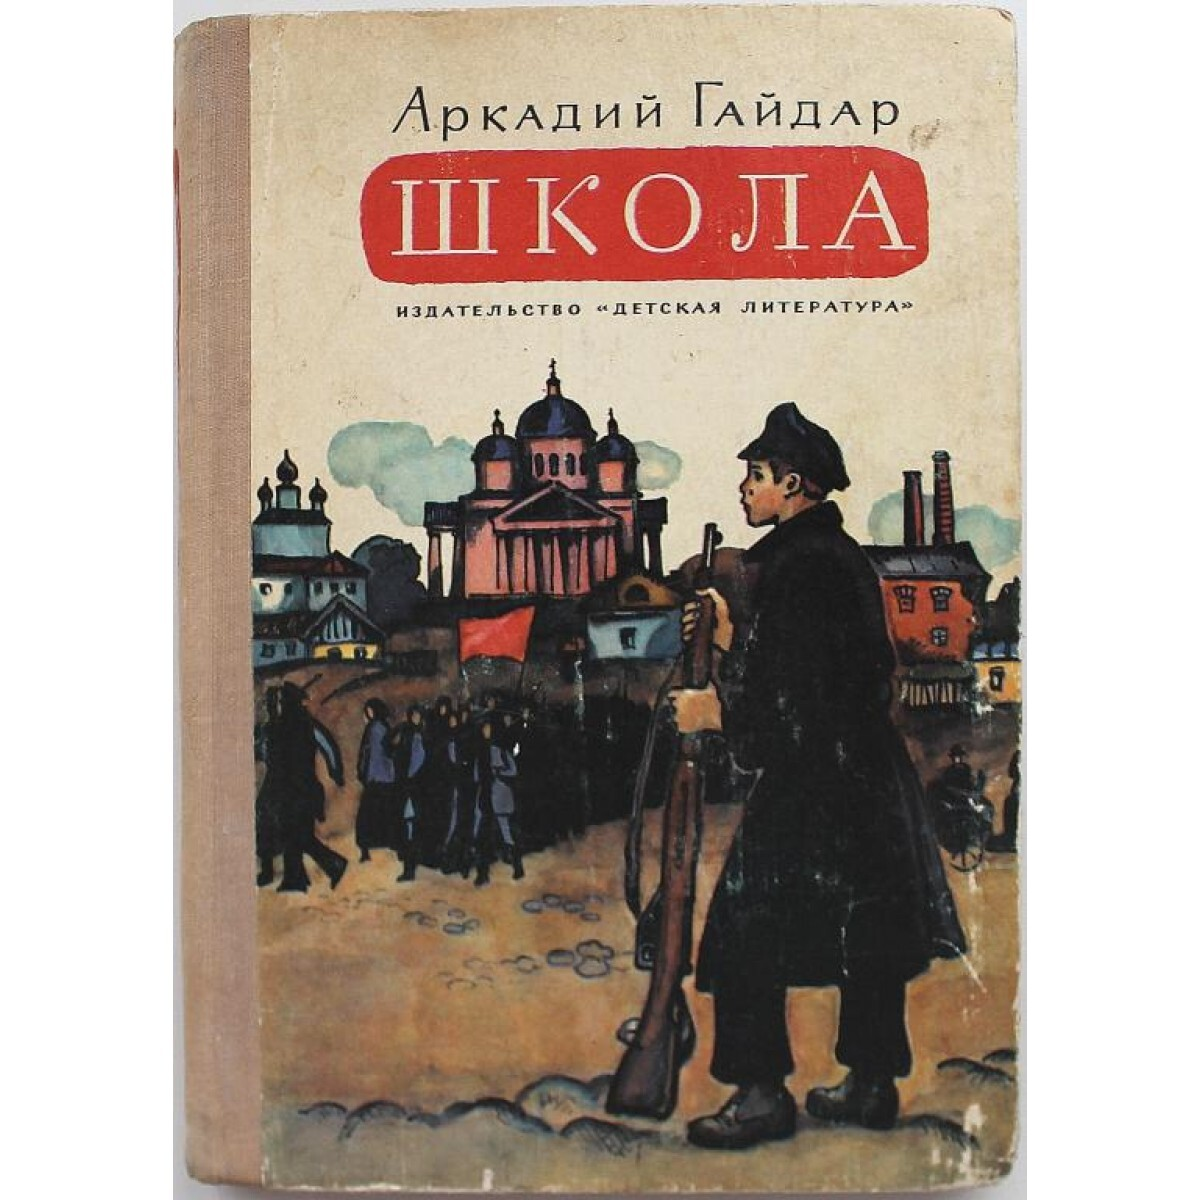 Аркадий Гайдар
ШКОЛА
ИЗДАТЕЛЬСТВО «ДЕТСКАЯ ЛИТЕРАТУРА»